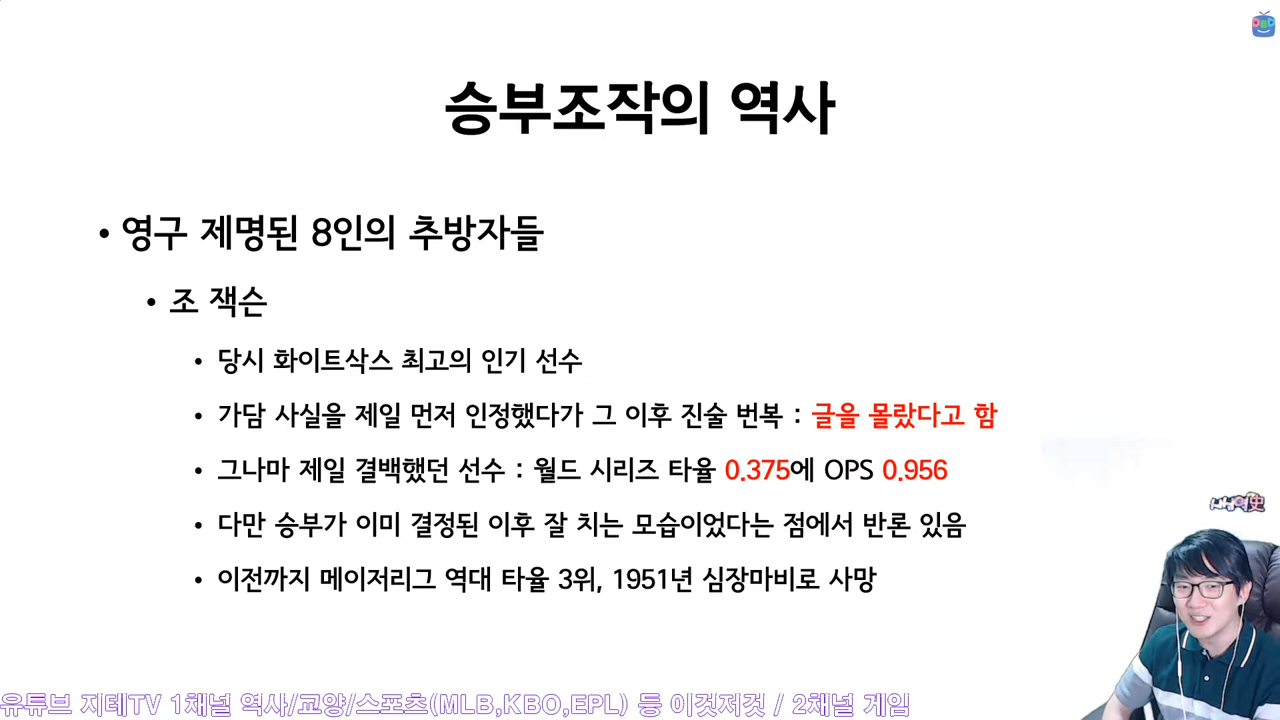 승부조작의 역사
• 영구 제명된 8인의 추방자들
• 조 잭슨
• 당시 화이트삭스 최고의 인기 선수
• 가담 사실을 제일 먼저 인정했다가 그 이후 진술 번복 : 글을 몰랐다고 함
• 그나마 제일 결백했던 선수 : 월드 시리즈 타율 0.375에 OPS 0.956
• 다만 승부가 이미 결정된 이후 잘 치는 모습이었다는 점에서 반론 있음
• 이전까지 메이저리그 역대 타율 3위, 1951년 심장마비로 사망
유튜브 지테TV 1채널 역사/교양/스포츠(MLB,KBO,EPL) 등 이것저것 / 2채널 게임